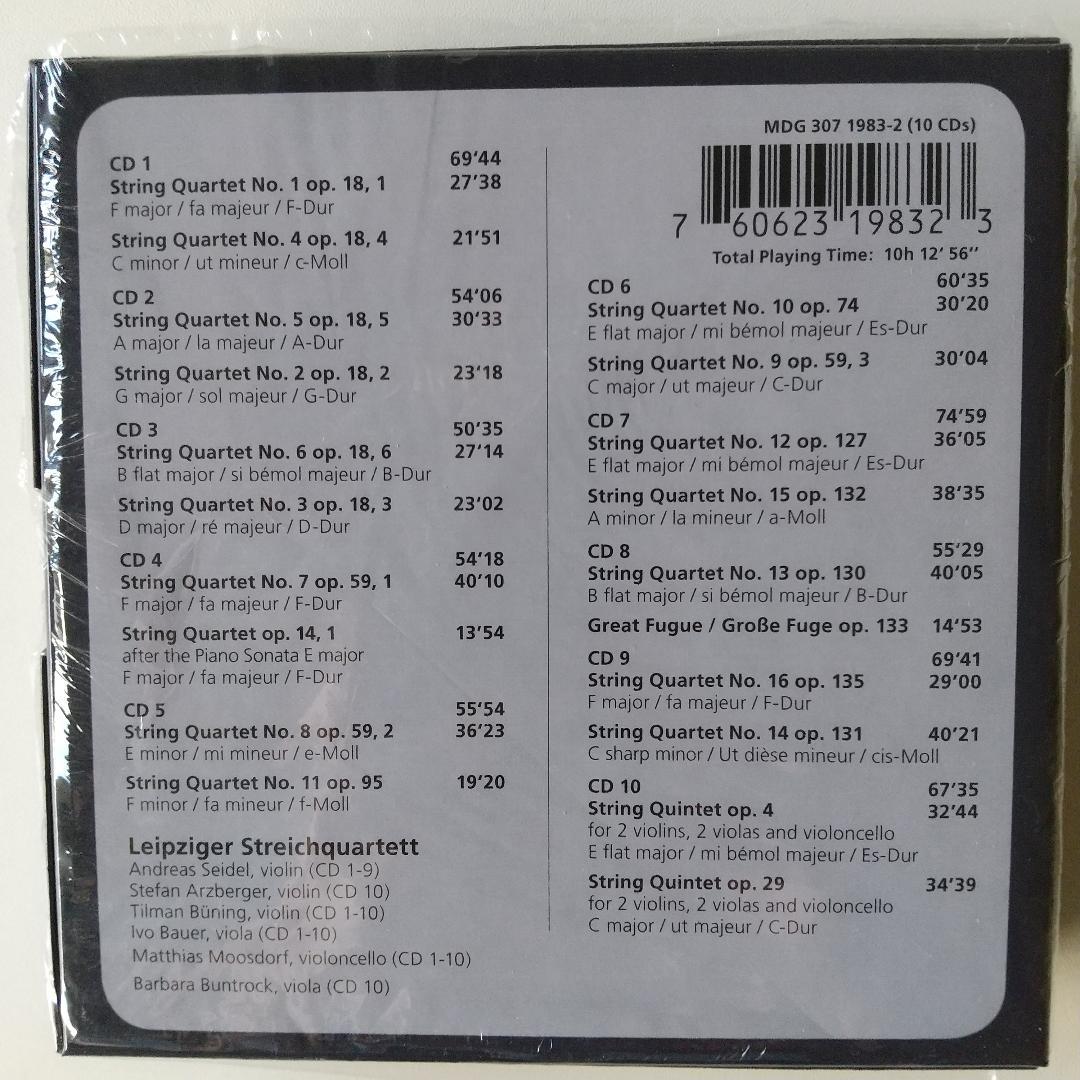 CD 1 69‘44
String Quartet No. 1 op. 18, 1 27’38
F major / fa majeur / F-Dur
String Quartet No. 4 op. 18, 4 21’51
C minor / ut mineur / c-Moll
CD 2 54’06
String Quartet No. 5 op. 18, 5 30’33
A major / la majeur / A-Dur
String Quartet No. 2 op. 18, 2 23’18
G major / sol majeur / G-Dur
CD 3 50’35
String Quartet No. 6 op. 18, 6 27’14
B flat major / si bémol majeur / B-Dur
String Quartet No. 3 op. 18, 3 23’02
D major / ré majeur / D-Dur
CD 4 54’18
String Quartet No. 7 op. 59, 1 40’10
F major / fa majeur / F-Dur
String Quartet op. 14, 1 13’54
after the Piano Sonata E major
F major / fa majeur / F-Dur
CD 5 55’54
String Quartet No. 8 op. 59, 2 36’23
E minor / mi mineur / e-Moll
String Quartet No. 11 op. 95 19’20
F minor / fa mineur / f-Moll
Leipziger Streichquartett
Andreas Seidel, violin (CD 1-9)
Stefan Arzberger, violin (CD 10)
Tilman Büning, violin (CD 1-10)
Ivo Bauer, viola (CD 1-10)
Matthias Moosdorf, violoncello (CD 1-10)
Barbara Buntrock, viola (CD 10)
MDG 307 1983-2 (10 CDs)
7 60623 19832 3
Total Playing Time: 10h 12’ 56’’
CD 6 60‘35
String Quartet No. 10 op. 74 30’20
E flat major / mi bémol majeur / Es-Dur
String Quartet No. 9 op. 59, 3 30’04
C major / ut majeur / C-Dur
CD 7 74’59
String Quartet No. 12 op. 127 36’05
E flat major / mi bémol majeur / Es-Dur
String Quartet No. 15 op. 132 38’35
A minor / la mineur / a-Moll
CD 8 55‘29
String Quartet No. 13 op. 130 40’05
B flat major / si bémol majeur / B-Dur
Great Fugue / Große Fuge op. 133 14’53
CD 9 69‘41
String Quartet No. 16 op. 135 29’00
F major / fa majeur / F-Dur
String Quartet No. 14 op. 131 40’21
C sharp minor / Ut dièse mineur / cis-Moll
CD 10 67’35
String Quintet op. 4 32’44
for 2 violins, 2 violas and violoncello
E flat major / mi bémol majeur / Es-Dur
String Quintet op. 29 34’39
for 2 violins, 2 violas and violoncello
C major / ut majeur / C-Dur